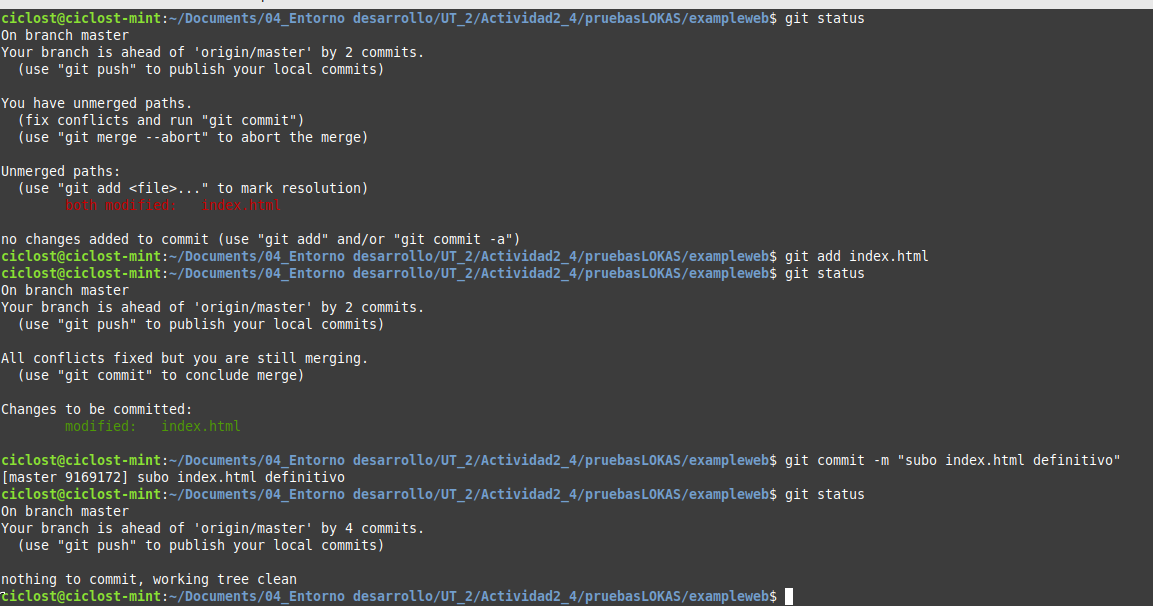 ciclost@ciclost-mint:~/Documents/04_Entorno desarrollo/UT_2/Actividad2_4/pruebasLOKAS/exampleweb$ git status
On branch master
Your branch is ahead of 'origin/master' by 2 commits.
  (use "git push" to publish your local commits)

You have unmerged paths.
  (fix conflicts and run "git commit")
  (use "git merge --abort" to abort the merge)

Unmerged paths:
  (use "git add <file>..." to mark resolution)
        both modified:   index.html

no changes added to commit (use "git add" and/or "git commit -a")
ciclost@ciclost-mint:~/Documents/04_Entorno desarrollo/UT_2/Actividad2_4/pruebasLOKAS/exampleweb$ git add index.html
ciclost@ciclost-mint:~/Documents/04_Entorno desarrollo/UT_2/Actividad2_4/pruebasLOKAS/exampleweb$ git status
On branch master
Your branch is ahead of 'origin/master' by 2 commits.
  (use "git push" to publish your local commits)

All conflicts fixed but you are still merging.
  (use "git commit" to conclude merge)

Changes to be committed:
        modified:   index.html

ciclost@ciclost-mint:~/Documents/04_Entorno desarrollo/UT_2/Actividad2_4/pruebasLOKAS/exampleweb$ git commit -m "subo index.html definitivo"
[master 9169172] subo index.html definitivo
ciclost@ciclost-mint:~/Documents/04_Entorno desarrollo/UT_2/Actividad2_4/pruebasLOKAS/exampleweb$ git status
On branch master
Your branch is ahead of 'origin/master' by 4 commits.
  (use "git push" to publish your local commits)

nothing to commit, working tree clean
ciclost@ciclost-mint:~/Documents/04_Entorno desarrollo/UT_2/Actividad2_4/pruebasLOKAS/exampleweb$